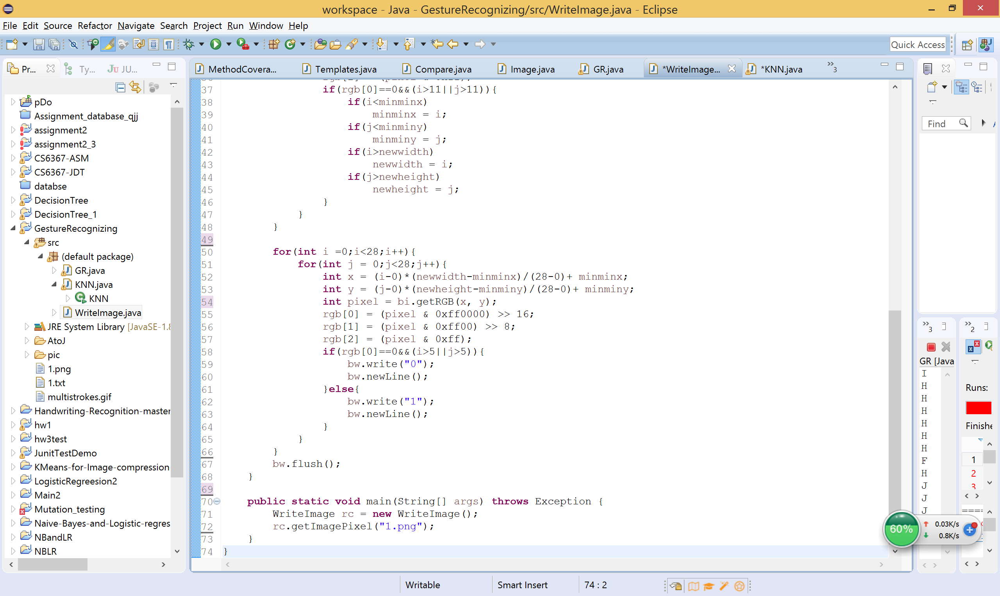 workspace - Java - GestureRecognizing/src/WriteImage.java - Eclipse
File Edit Source Refactor Navigate Search Project Run Window Help
Quick Access
Pr...
Ty...
JU...
pDo
Assignment_database_qjj
assignment2
assignment2_3
CS6367-ASM
CS6367-JDT
databse
DecisionTree
DecisionTree_1
GestureRecognizing
src
(default package)
GR.java
KNN.java
KNN
WriteImage.java
JRE System Library [JavaSE-1.8
AtoJ
pic
1.png
1.txt
multistrokes.gif
Handwriting-Recognition-master
hw1
hw3test
JunitTestDemo
KMeans-for-Image-compression
LogisticRegreesion2
Main2
Mutation_testing
Naive-Bayes-and-Logistic-regres
NBandLR
NBLR
MethodCovera...
Templates.java
Compare.java
Image.java
GR.java
*WriteImage...
*KNN.java
»3
37 if(rgb[0]==0&&(i>11||j>11)){
38 if(i<minminx)
39 minminx = i;
40 if(j<minminy)
41 minminy = j;
42 if(i>newwidth)
43 newwidth = i;
44 if(j>newheight)
45 newheight = j;
46 }
47 }
48 }
49
50 for(int i =0;i<28;i++){
51 for(int j = 0;j<28;j++){
52 int x = (i-0)*(newwidth-minminx)/(28-0)+ minminx;
53 int y = (j-0)*(newheight-minminy)/(28-0)+ minminy;
54 int pixel = bi.getRGB(x, y);
55 rgb[0] = (pixel & 0xff0000) >> 16;
56 rgb[1] = (pixel & 0xff00) >> 8;
57 rgb[2] = (pixel & 0xff);
58 if(rgb[0]==0&&(i>5||j>5)){
59 bw.write("0");
60 bw.newLine();
61 }else{
62 bw.write("1");
63 bw.newLine();
64 }
65 }
66 }
67 bw.flush();
68 }
69
70 public static void main(String[] args) throws Exception {
71 WriteImage rc = new WriteImage();
72 rc.getImagePixel("1.png");
73 }
74 }
Find
»3
»2
GR [Java
I
H
H
H
H
H
H
F
H
J
J
J
Runs:
Finishe
1
2
3
====
60%
0.03K/s
0.8K/s
Writable
Smart Insert
74 : 2